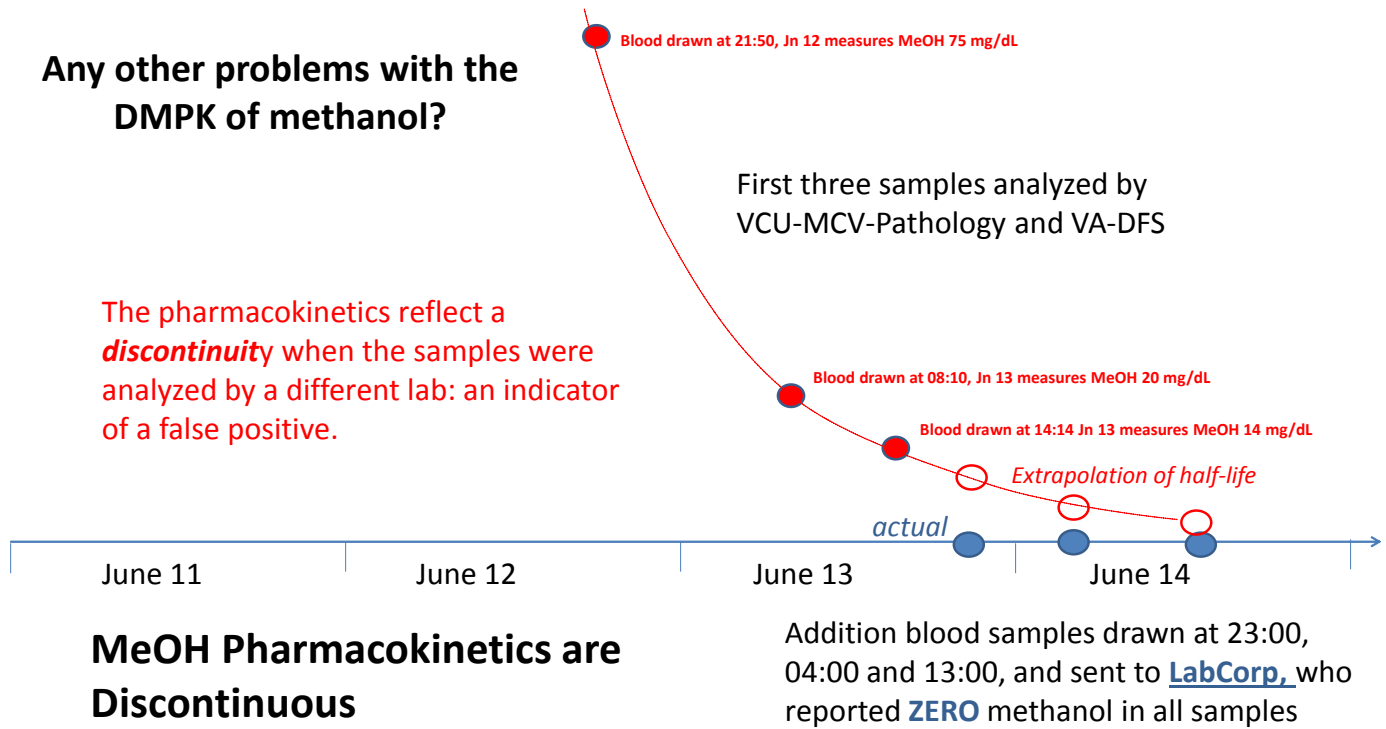 Any other problems with the
DMPK of methanol?
Blood drawn at 21:50, Jn 12 measures MeOH 75 mg/dL
First three samples analyzed by
VCU-MCV-Pathology and VA-DFS
The pharmacokinetics reflect a
discontinuity when the samples were
analyzed by a different lab: an indicator
of a false positive.
Blood drawn at 08:10, Jn 13 measures MeOH 20 mg/dL
Blood drawn at 14:14 Jn 13 measures MeOH 14 mg/dL
Extrapolation of half-life
actual
June 11
June 12
June 13
June 14
MeOH Pharmacokinetics are
Discontinuous
Addition blood samples drawn at 23:00,
04:00 and 13:00, and sent to LabCorp, who
reported ZERO methanol in all samples